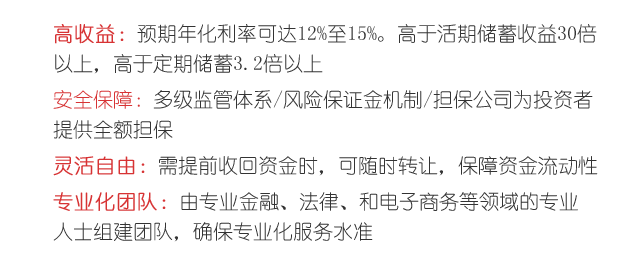 高收益：预期年化利率可达12%至15%。高于活期储蓄收益30倍
以上，高于定期储蓄3.2倍以上
安全保障：多级监管体系/风险保证金机制/担保公司为投资者
提供全额担保
灵活自由：需提前收回资金时，可随时转让，保障资金流动性
专业化团队：由专业金融、法律、和电子商务等领域的专业
人士组建团队，确保专业化服务水准